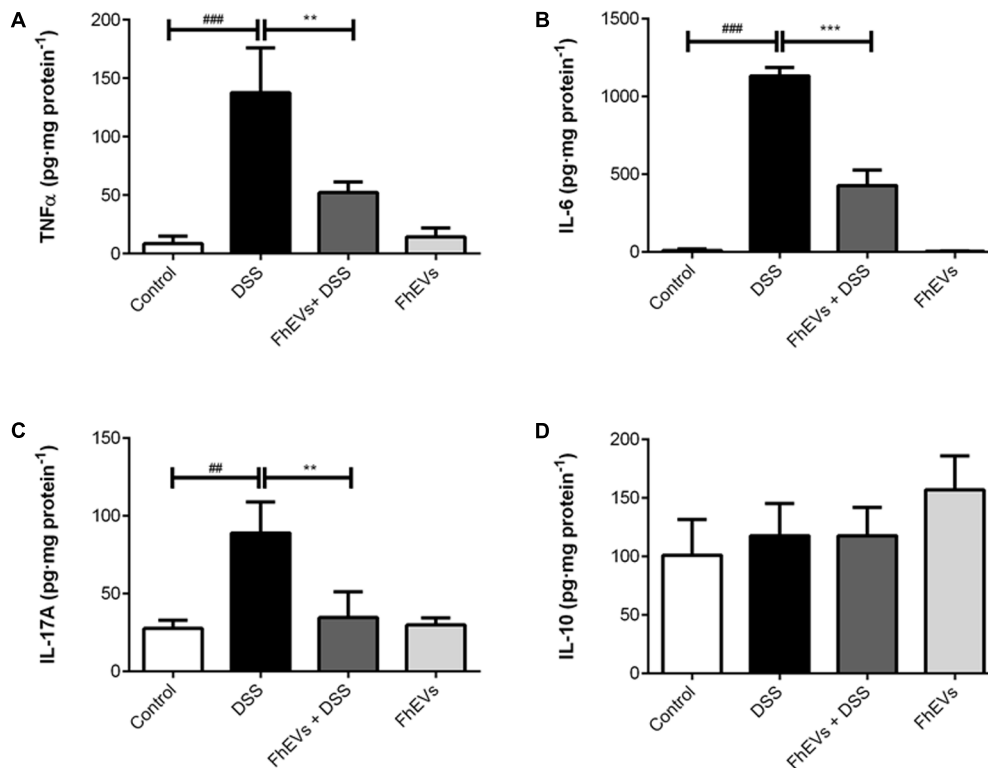 A
TNFα (pg·mg protein-1)
200
150
100
50
0
###
**
Control
DSS
FhEVs+ DSS
FhEVs
B
IL-6 (pg·mg protein-1)
1500
1000
500
0
###
***
Control
DSS
FhEVs + DSS
FhEVs
C
IL-17A (pg·mg protein-1)
150
100
50
0
##
**
Control
DSS
FhEVs + DSS
FhEVs
D
IL-10 (pg·mg protein-1)
200
150
100
50
0
Control
DSS
FhEVs + DSS
FhEVs